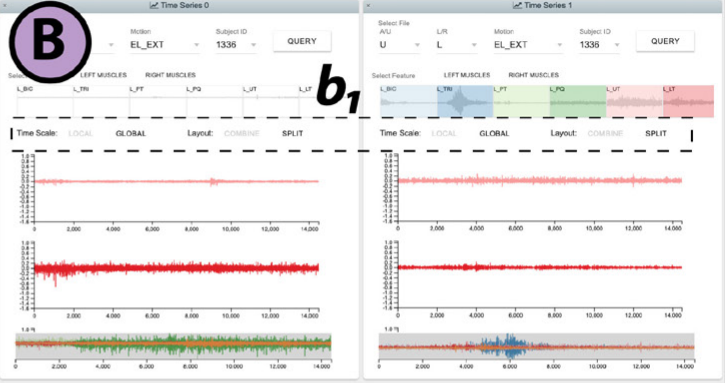 Time Series 0
B
Motion
EL_EXT
Subject ID
1336
QUERY
LEFT MUSCLES RIGHT MUSCLES
L_BIC L_TRI L_PT L_PQ L_UT L_LT
b1
Time Scale: LOCAL GLOBAL Layout: COMBINE SPLIT
0 2,000 4,000 6,000 8,000 10,000 12,000 14,000
0 2,000 4,000 6,000 8,000 10,000 12,000 14,000
0.000 2,000 4,000 6,000 8,000 10,000 12,000 14,000
Time Series 1
Select File
A/U L/R Motion Subject ID
U L EL_EXT 1336
QUERY
Select Feature LEFT MUSCLES RIGHT MUSCLES
L_BIC L_TRI L_PT L_PQ L_UT L_LT
Time Scale: LOCAL GLOBAL Layout: COMBINE SPLIT
0 2,000 4,000 6,000 8,000 10,000 12,000 14,000
0 2,000 4,000 6,000 8,000 10,000 12,000 14,000
0.000 2,000 4,000 6,000 8,000 10,000 12,000 14,000